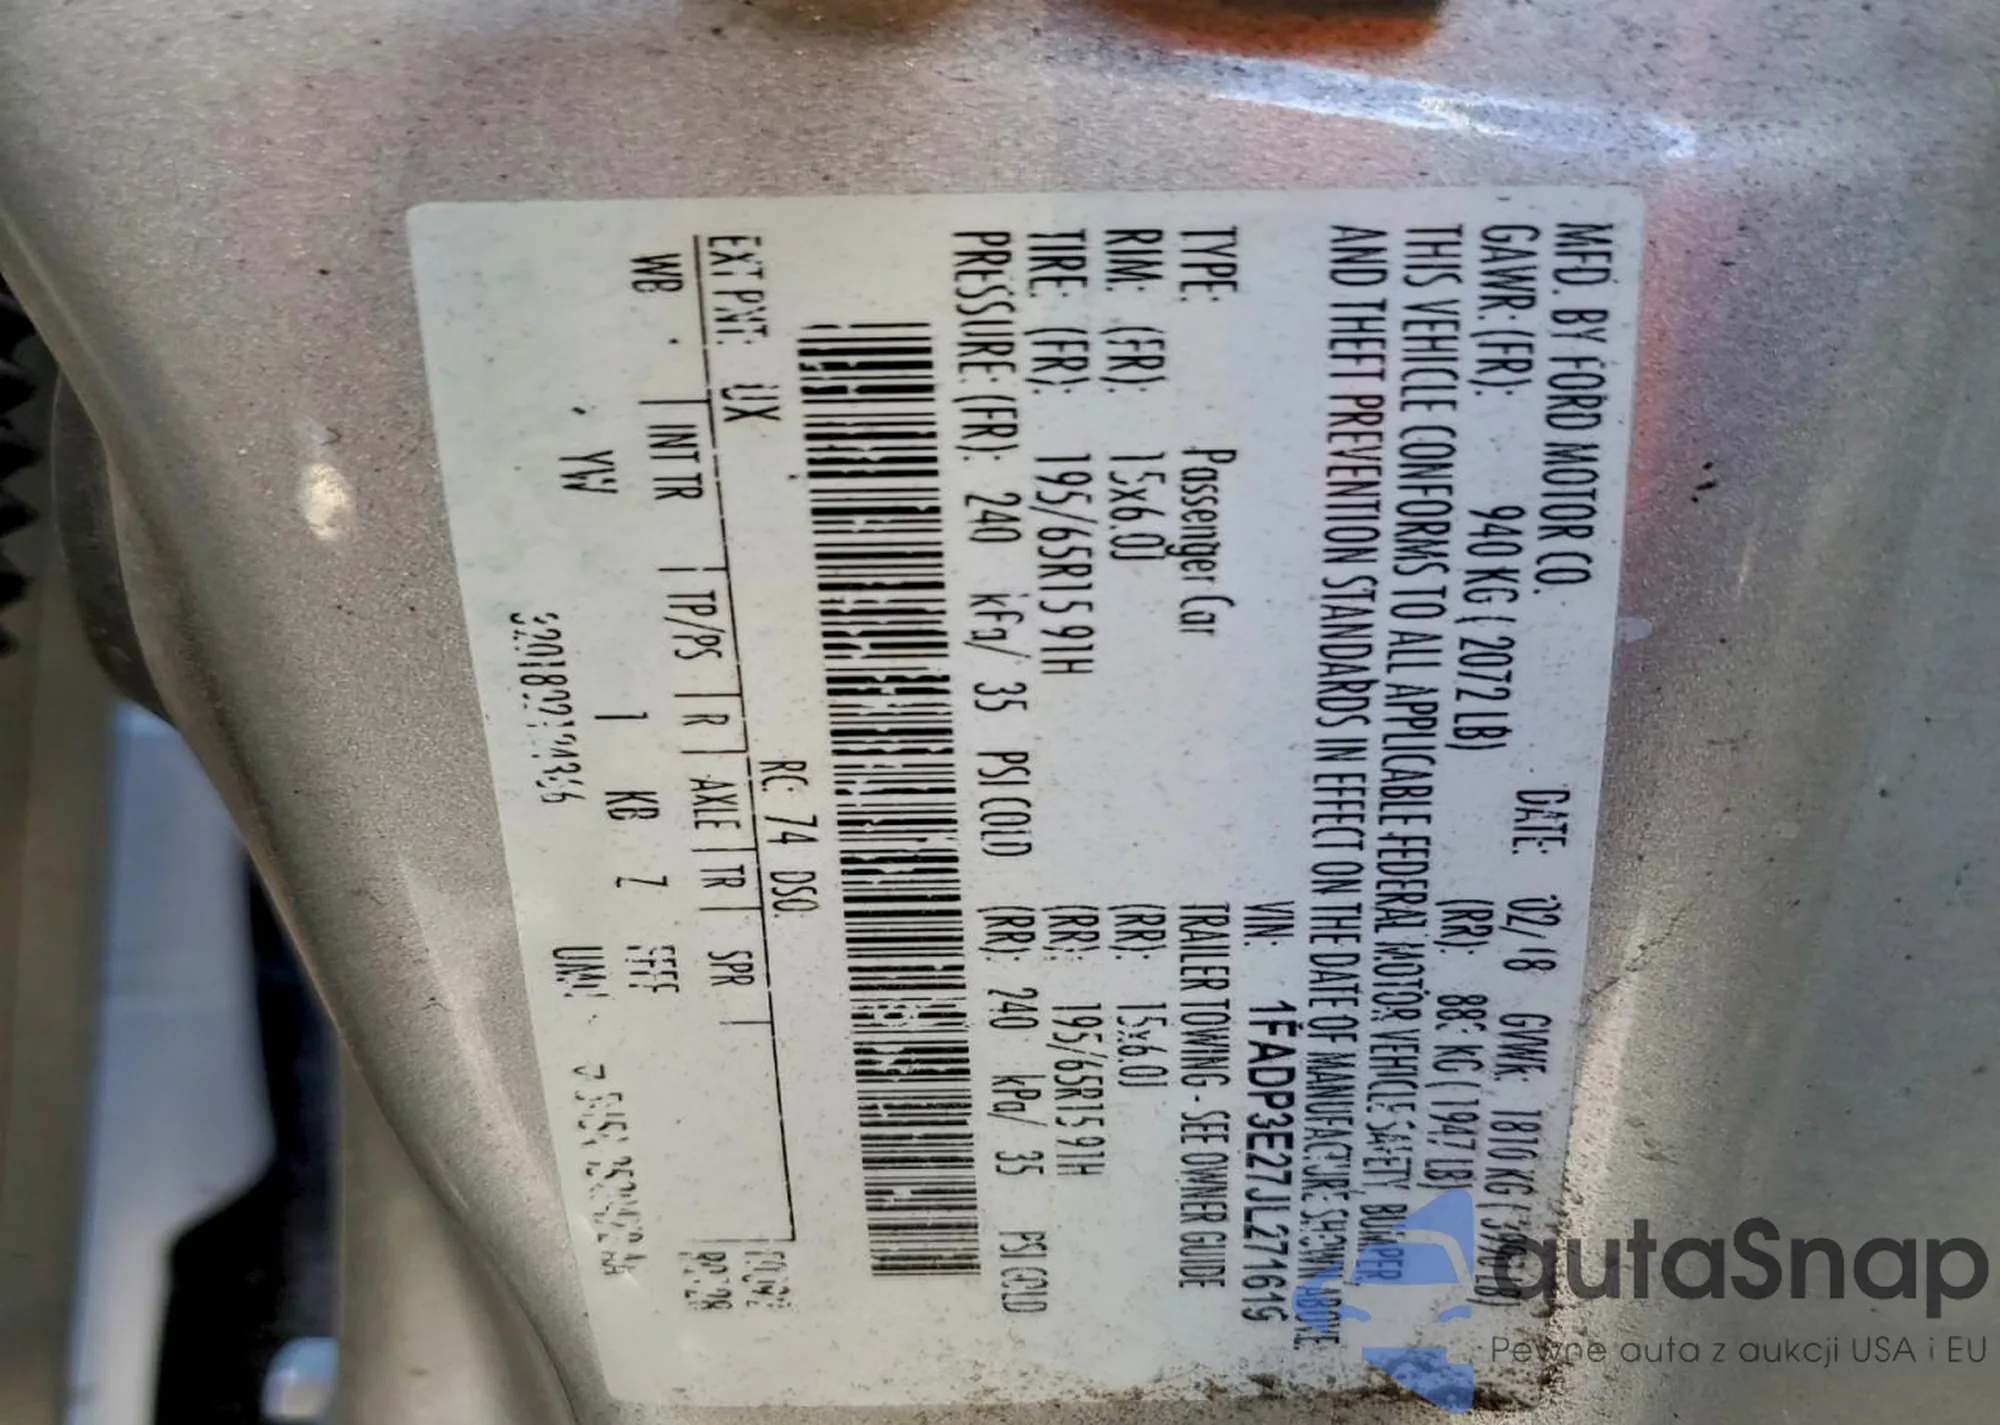 MFD. BY FORD MOTOR CO.
DATE: 02/18 GVWR: 1810 KG
GAWR: (FR): 940 KG ( 2072 LB) (RR): KG ( 1947 LB)
THIS VEHICLE CONFORMS TO ALL APPLICABLE FEDERAL MOTOR VEHICLE SAFETY, BUMPER,
AND THEFT PREVENTION STANDARDS IN EFFECT ON THE DATE OF MANUFACTURE SHOWN ABOVE.
VIN: 1FADP3E27JL271619
TYPE: Passenger Car TRAILER TOWING - SEE OWNER GUIDE
RIM: (FR): 15x6.0J (RR): 15x6.0J
TIRE: (FR): 195/65R15 91H (RR): 195/65R15 91H
PRESSURE: (FR): 240 kPa/ 35 PSI COLD (RR): 240 kPa/ 35 PSI COLD
EXT PNT: UX RC: 74 DSO:
WB INT TR TP/PS R AXLE TR SPR
YW 1 KB Z
autaSnap
Pewne auta z aukcji USA i EU